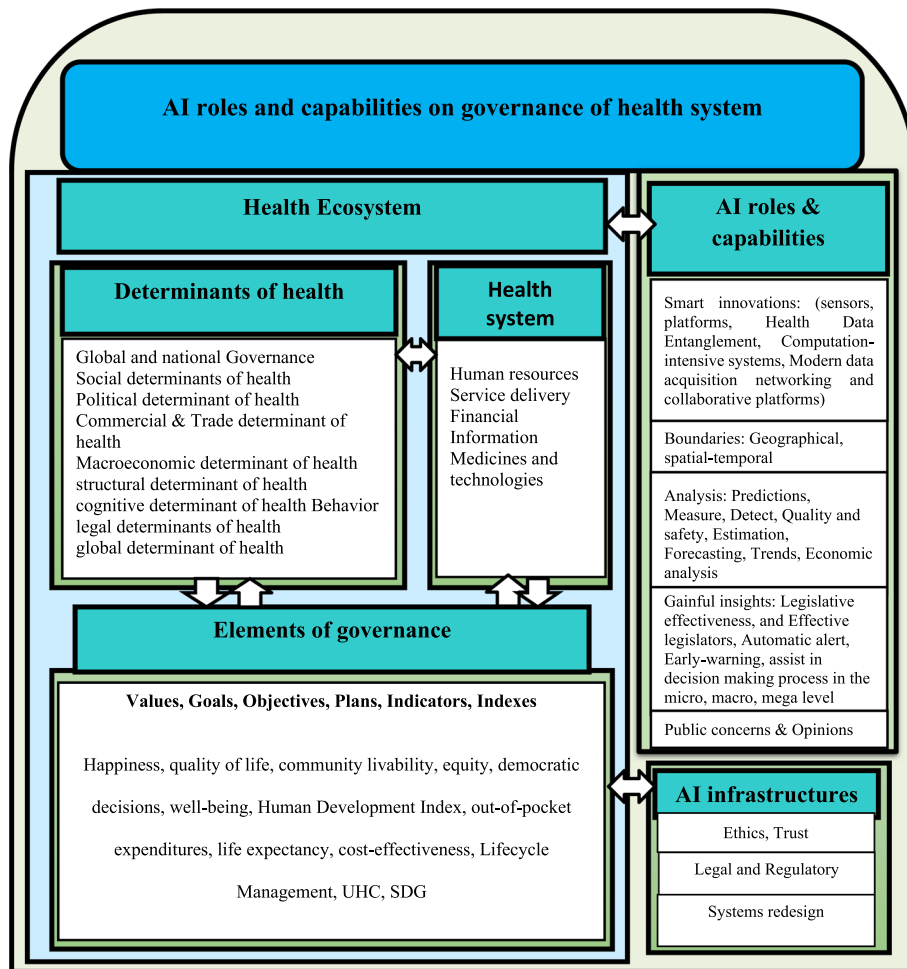 AI roles and capabilities on governance of health system
Health Ecosystem
Determinants of health
Global and national Governance
Social determinants of health
Political determinant of health
Commercial & Trade determinant of
health
Macroeconomic determinant of health
structural determinant of health
cognitive determinant of health Behavior
legal determinants of health
global determinant of health
Health
system
Human resources
Service delivery
Financial
Information
Medicines and
technologies
Elements of governance
Values, Goals, Objectives, Plans, Indicators, Indexes
Happiness, quality of life, community livability, equity, democratic
decisions, well-being, Human Development Index, out-of-pocket
expenditures, life expectancy, cost-effectiveness, Lifecycle
Management, UHC, SDG
AI roles &
capabilities
Smart innovations: (sensors,
platforms, Health Data
Entanglement, Computation-
intensive systems, Modern data
acquisition networking and
collaborative platforms)
Boundaries: Geographical,
spatial-temporal
Analysis: Predictions,
Measure, Detect, Quality and
safety, Estimation,
Forecasting, Trends, Economic
analysis
Gainful insights: Legislative
effectiveness, and Effective
legislators, Automatic alert,
Early-warning, assist in
decision making process in the
micro, macro, mega level
Public concerns & Opinions
AI infrastructures
Ethics, Trust
Legal and Regulatory
Systems redesign